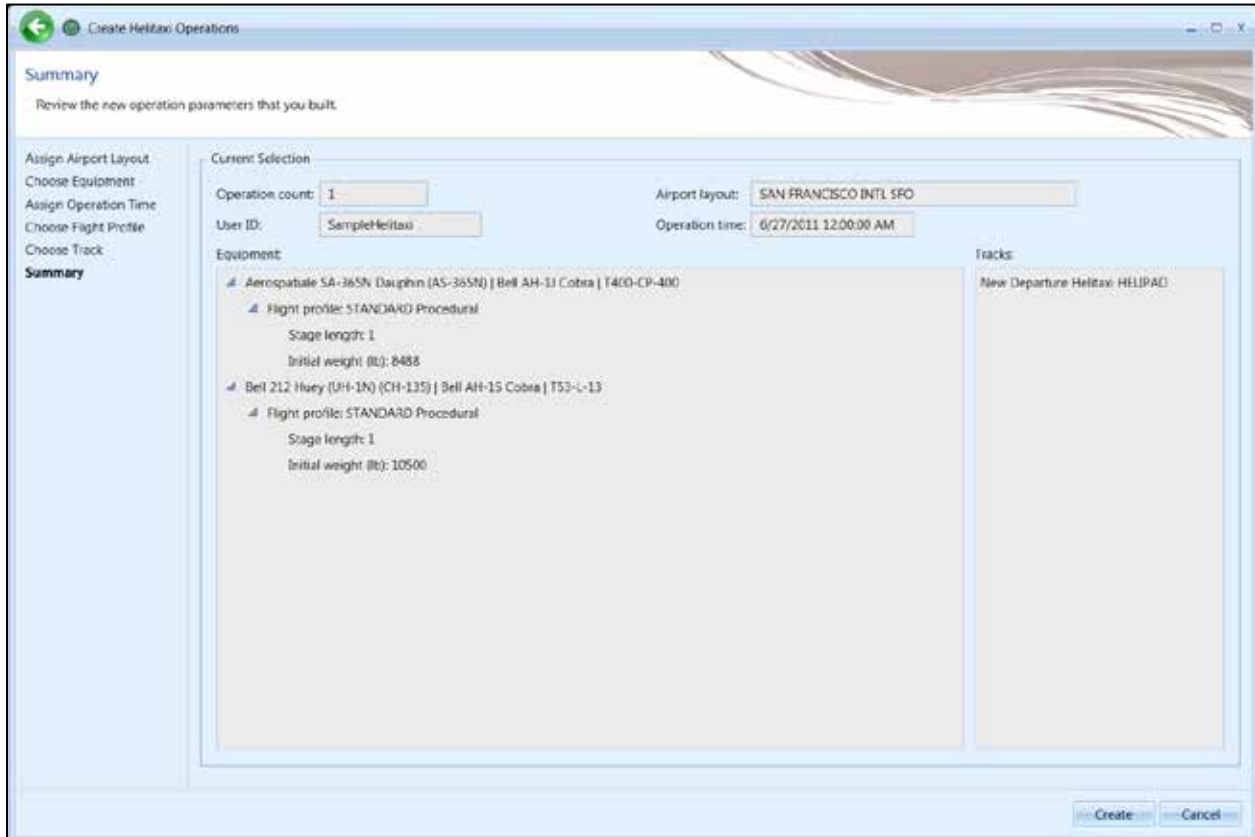 Create Helitaxi Operations
Summary
Review the new operation parameters that you built.
Assign Airport Layout
Choose Equipment
Assign Operation Time
Choose Flight Profile
Choose Track
Summary
Current Selection
Operation count: 1
Airport layout: SAN FRANCISCO INTL SFO
User ID: SampleHelitaxi
Operation time: 6/27/2011 12:00:00 AM
Equipment:
Aerospatiale SA-365N Dauphin (AS-365N) | Bell AH-1J Cobra | T400-CP-400
Flight profile: STANDARD Procedural
Stage length: 1
Initial weight (lb): 8488
Bell 212 Huey (UH-1N) (CH-135) | Bell AH-1S Cobra | T53-L-13
Flight profile: STANDARD Procedural
Stage length: 1
Initial weight (lb): 10500
Tracks:
New Departure Helitaxi HELIPAD
Create
Cancel